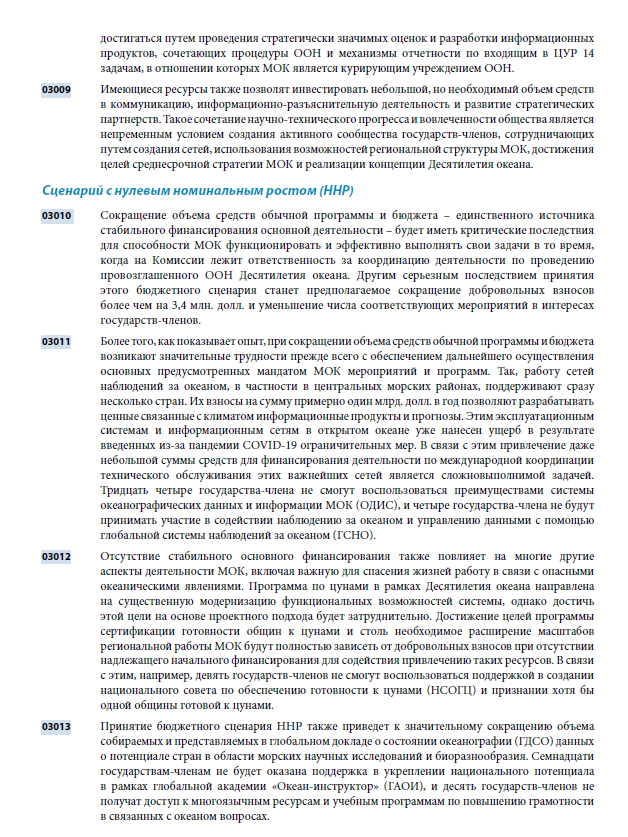 достигаться путем проведения стратегически значимых оценок и разработки информационных
продуктов, сочетающих процедуры ООН и механизмы отчетности по входящим в ЦУР 14
задачам, в отношении которых МОК является курирующим учреждением ООН.
03009 Имеющиеся ресурсы также позволят инвестировать небольшой, но необходимый объем средств
в коммуникацию, информационно-разъяснительную деятельность и развитие стратегических
партнерств. Такое сочетание научно-технического прогресса и вовлеченности общества является
непременным условием создания активного сообщества государств-членов, сотрудничающих
путем создания сетей, использования возможностей региональной структуры МОК, достижения
целей среднесрочной стратегии МОК и реализации концепции Десятилетия океана.
Сценарий с нулевым номинальным ростом (ННР)
03010 Сокращение объема средств обычной программы и бюджета – единственного источника
стабильного финансирования основной деятельности – будет иметь критические последствия
для способности МОК функционировать и эффективно выполнять свои задачи в то время,
когда на Комиссии лежит ответственность за координацию деятельности по проведению
провозглашенного ООН Десятилетия океана. Другим серьезным последствием принятия
этого бюджетного сценария станет предполагаемое сокращение добровольных взносов
более чем на 3,4 млн. долл. и уменьшение числа соответствующих мероприятий в интересах
государств-членов.
03011 Более того, как показывает опыт, при сокращении объема средств обычной программы и бюджета
возникают значительные трудности прежде всего с обеспечением дальнейшего осуществления
основных предусмотренных мандатом МОК мероприятий и программ. Так, работу сетей
наблюдений за океаном, в частности в центральных морских районах, поддерживают сразу
несколько стран. Их взносы на сумму примерно один млрд. долл. в год позволяют разрабатывать
ценные связанные с климатом информационные продукты и прогнозы. Этим эксплуатационным
системам и информационным сетям в открытом океане уже нанесен ущерб в результате
введенных из-за пандемии COVID-19 ограничительных мер. В связи с этим привлечение даже
небольшой суммы средств для финансирования деятельности по международной координации
технического обслуживания этих важнейших сетей является сложновыполнимой задачей.
Тридцать четыре государства-члена не смогут воспользоваться преимуществами системы
океанографических данных и информации МОК (ОДИС), и четыре государства-члена не будут
принимать участие в содействии наблюдению за океаном и управлению данными с помощью
глобальной системы наблюдений за океаном (ГСНО).
03012 Отсутствие стабильного основного финансирования также повлияет на многие другие
аспекты деятельности МОК, включая важную для спасения жизней работу в связи с опасными
океаническими явлениями. Программа по цунами в рамках Десятилетия океана направлена
на существенную модернизацию функциональных возможностей системы, однако достичь
этой цели на основе проектного подхода будет затруднительно. Достижение целей программы
сертификации готовности общин к цунами и столь необходимое расширение масштабов
региональной работы МОК будут полностью зависеть от добровольных взносов при отсутствии
надлежащего начального финансирования для содействия привлечению таких ресурсов. В связи
с этим, например, девять государств-членов не смогут воспользоваться поддержкой в создании
национального совета по обеспечению готовности к цунами (НСОГЦ) и признании хотя бы
одной общины готовой к цунами.
03013 Принятие бюджетного сценария ННР также приведет к значительному сокращению объема
собираемых и представляемых в глобальном докладе о состоянии океанографии (ГДСО) данных
о потенциале стран в области морских научных исследований и биоразнообразия. Семнадцати
государствам-членам не будет оказана поддержка в укреплении национального потенциала
в рамках глобальной академии «Океан-инструктор» (ГАОИ), и десять государств-членов не
получат доступ к многоязычным ресурсам и учебным программам по повышению грамотности
в связанных с океаном вопросах.